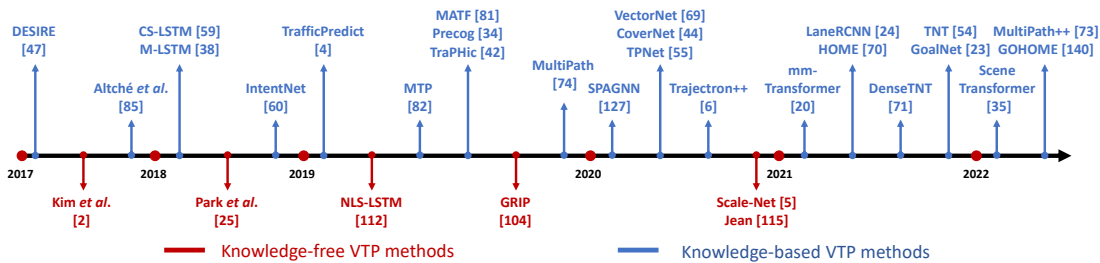 DESIRE
[47]
Altché et al.
[85]
CS-LSTM [59]
M-LSTM [38]
IntentNet
[60]
TrafficPredict
[4]
MTP
[82]
MATF [81]
Precog [34]
TraPHic [42]
MultiPath
[74]
SPAGNN
[127]
VectorNet [69]
CoverNet [44]
TPNet [55]
Trajectron++
[6]
mm-
Transformer
[20]
LaneRCNN [24]
HOME [70]
DenseTNT
[71]
TNT [54]
GoalNet [23]
Scene
Transformer
[35]
MultiPath++ [73]
GOHOME [140]
2017
2018
2019
2020
2021
2022
Kim et al.
[2]
Park et al.
[25]
NLS-LSTM
[112]
GRIP
[104]
Scale-Net [5]
Jean [115]
Knowledge-free VTP methods
Knowledge-based VTP methods